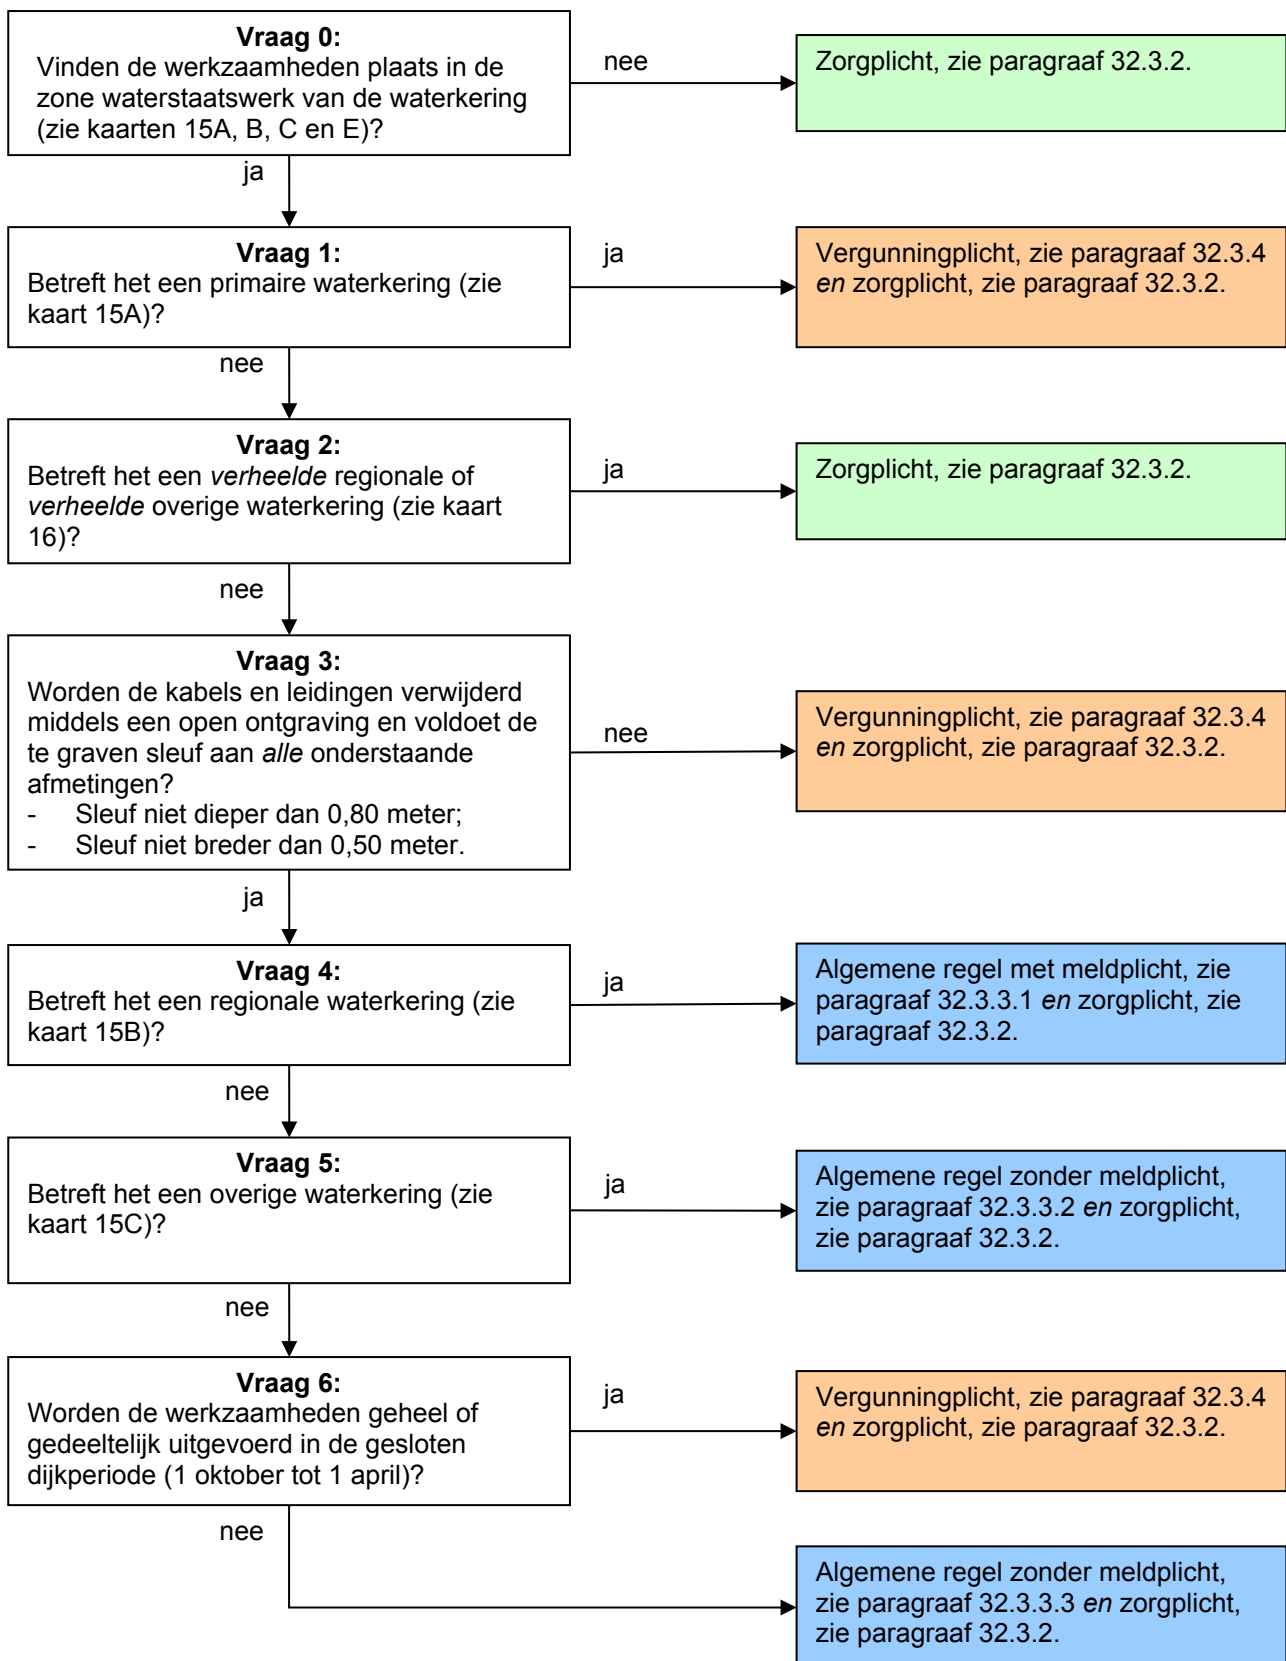 Vraag 0:
Vinden de werkzaamheden plaats in de
zone waterstaatswerk van de waterkering
(zie kaarten 15A, B, C en E)?
nee
Zorgplicht, zie paragraaf 32.3.2.
ja
Vraag 1:
Betreft het een primaire waterkering (zie
kaart 15A)?
ja
Vergunningplicht, zie paragraaf 32.3.4
en zorgplicht, zie paragraaf 32.3.2.
nee
Vraag 2:
Betreft het een verheelde regionale of
verheelde overige waterkering (zie kaart
16)?
ja
Zorgplicht, zie paragraaf 32.3.2.
nee
Vraag 3:
Worden de kabels en leidingen verwijderd
middels een open ontgraving en voldoet de
te graven sleuf aan alle onderstaande
afmetingen?
- Sleuf niet dieper dan 0,80 meter;
- Sleuf niet breder dan 0,50 meter.
nee
Vergunningplicht, zie paragraaf 32.3.4
en zorgplicht, zie paragraaf 32.3.2.
ja
Vraag 4:
Betreft het een regionale waterkering (zie
kaart 15B)?
ja
Algemene regel met meldplicht, zie
paragraaf 32.3.3.1 en zorgplicht, zie
paragraaf 32.3.2.
nee
Vraag 5:
Betreft het een overige waterkering (zie
kaart 15C)?
ja
Algemene regel zonder meldplicht,
zie paragraaf 32.3.3.2 en zorgplicht,
zie paragraaf 32.3.2.
nee
Vraag 6:
Worden de werkzaamheden geheel of
gedeeltelijk uitgevoerd in de gesloten
dijkperiode (1 oktober tot 1 april)?
ja
Vergunningplicht, zie paragraaf 32.3.4
en zorgplicht, zie paragraaf 32.3.2.
nee
Algemene regel zonder meldplicht,
zie paragraaf 32.3.3.3 en zorgplicht,
zie paragraaf 32.3.2.